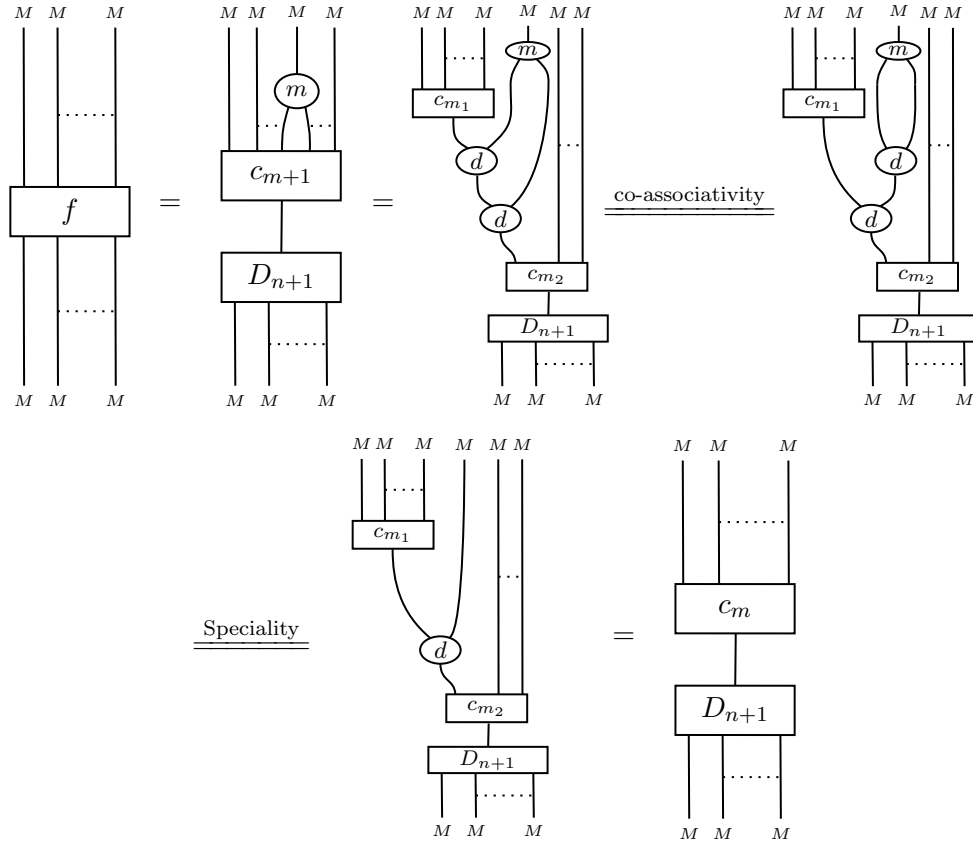 M M M M M M M M M M M M M M M M M M
m m m
c_{m_1} c_{m_1}
d d
c_{m+1}
f = = co-associativity
d d
D_{n+1} c_{m_2} c_{m_2}
D_{n+1} D_{n+1}
M M M M M M M M M M M M
M M M M M M M M M
c_{m_1}
c_m
Speciality d =
c_{m_2} D_{n+1}
D_{n+1}
M M M M M M